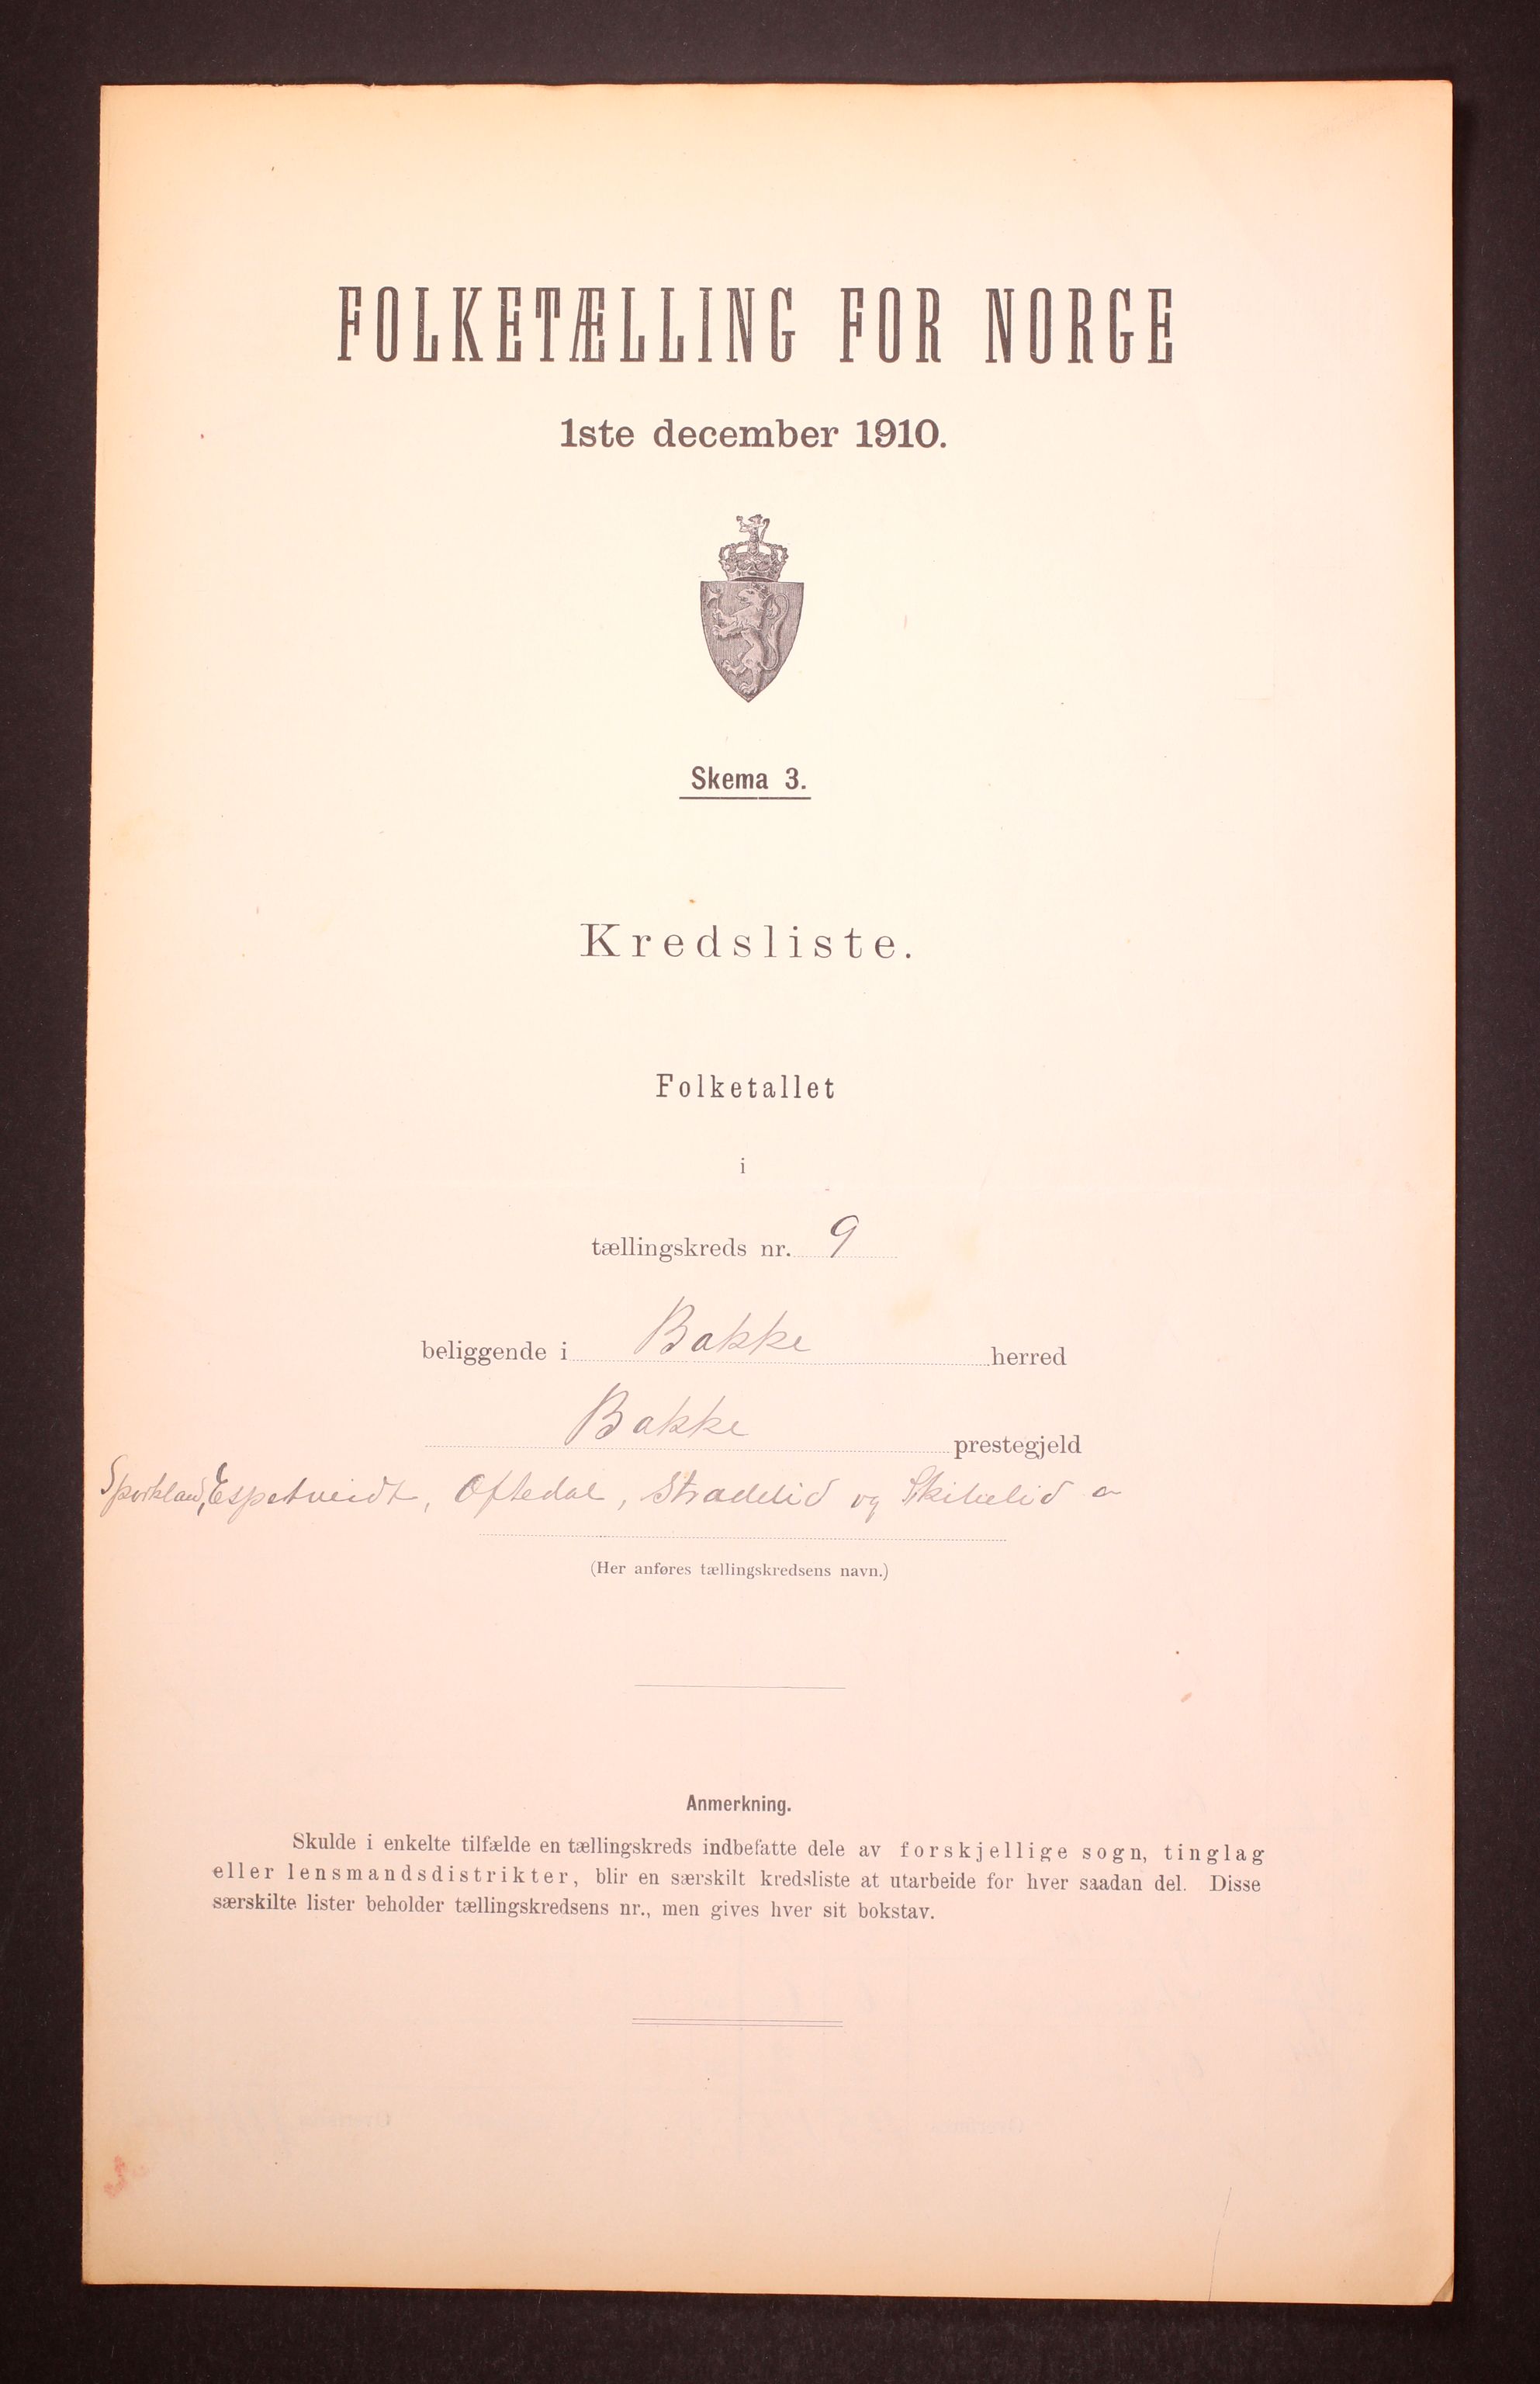 FOLKETÆLLING FOR NORGE
1ste december 1910.
Skema 3.
Kredsliste.
Folketallet
i
tællingskreds nr. 9
beliggende i Bakke herred
Bakke prestegjeld
Sporkland, Espetveidt, Oftedal, Straddelid og
(Her anføres tællingskredsens navn.)
Anmerkning.
Skulde i enkelte tilfælde en tællingskreds indbefatte dele av forskjellige sogn, tinglag
eller lensmandsdistrikter, blir en særskilt kredsliste at utarbeide for hver saadan del. Disse
særskilte lister beholder tællingskredsens nr., men gives hver sit bokstav.